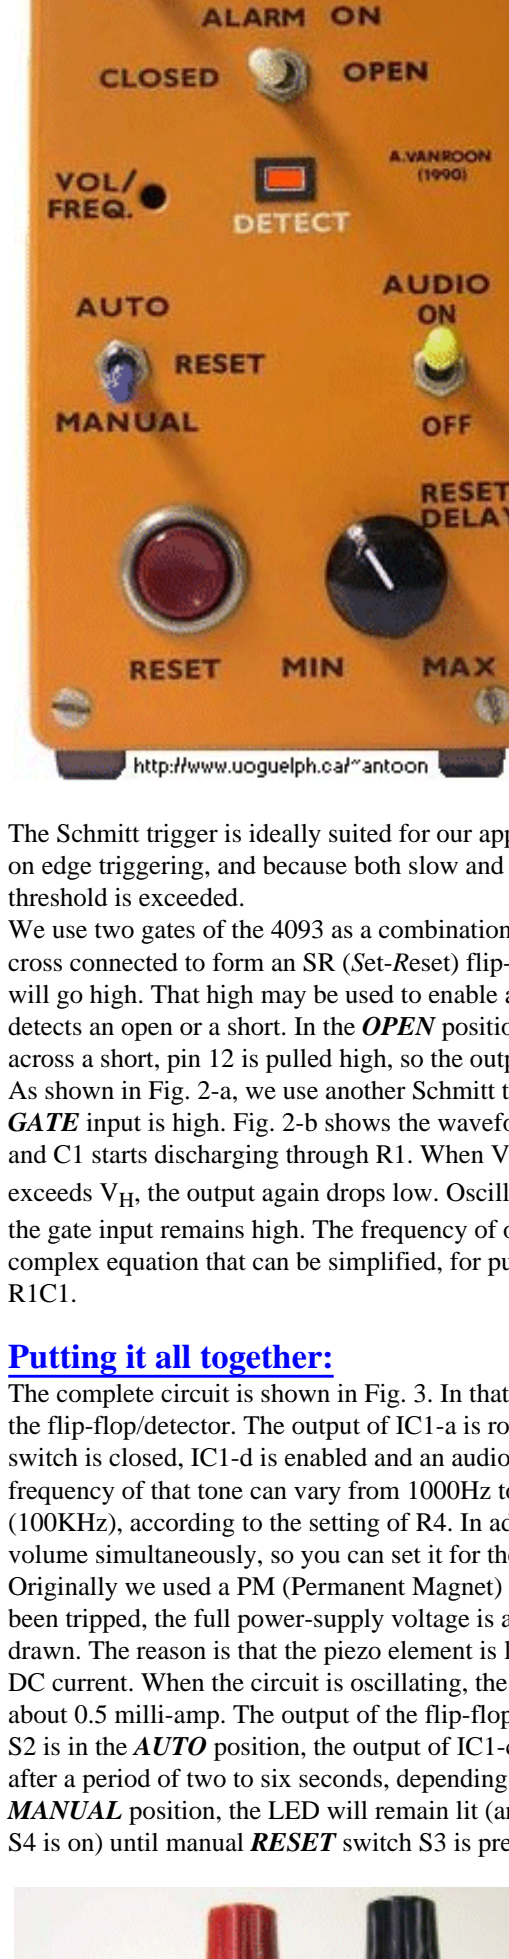 ALARM ON
CLOSED OPEN
A.VANROON
(1990)
VOL/
FREQ.
DETECT
AUTO
AUDIO
ON
RESET
MANUAL
OFF
RESET
DELAY
RESET MIN MAX
http://www.uoguelph.ca/~antoon
The Schmitt trigger is ideally suited for our app
on edge triggering, and because both slow and
threshold is exceeded.
We use two gates of the 4093 as a combination
cross connected to form an SR (Set-Reset) flip-
will go high. That high may be used to enable a
detects an open or a short. In the OPEN positio
across a short, pin 12 is pulled high, so the outp
As shown in Fig. 2-a, we use another Schmitt t
GATE input is high. Fig. 2-b shows the wavefo
and C1 starts discharging through R1. When V
exceeds VH, the output again drops low. Oscill
the gate input remains high. The frequency of o
complex equation that can be simplified, for pu
R1C1.
Putting it all together:
The complete circuit is shown in Fig. 3. In that
the flip-flop/detector. The output of IC1-a is ro
switch is closed, IC1-d is enabled and an audio
frequency of that tone can vary from 1000Hz to
(100KHz), according to the setting of R4. In ad
volume simultaneously, so you can set it for the
Originally we used a PM (Permanent Magnet)
been tripped, the full power-supply voltage is a
drawn. The reason is that the piezo element is
DC current. When the circuit is oscillating, the
about 0.5 milli-amp. The output of the flip-flop
S2 is in the AUTO position, the output of IC1-c
after a period of two to six seconds, depending
MANUAL position, the LED will remain lit (an
S4 is on) until manual RESET switch S3 is pre